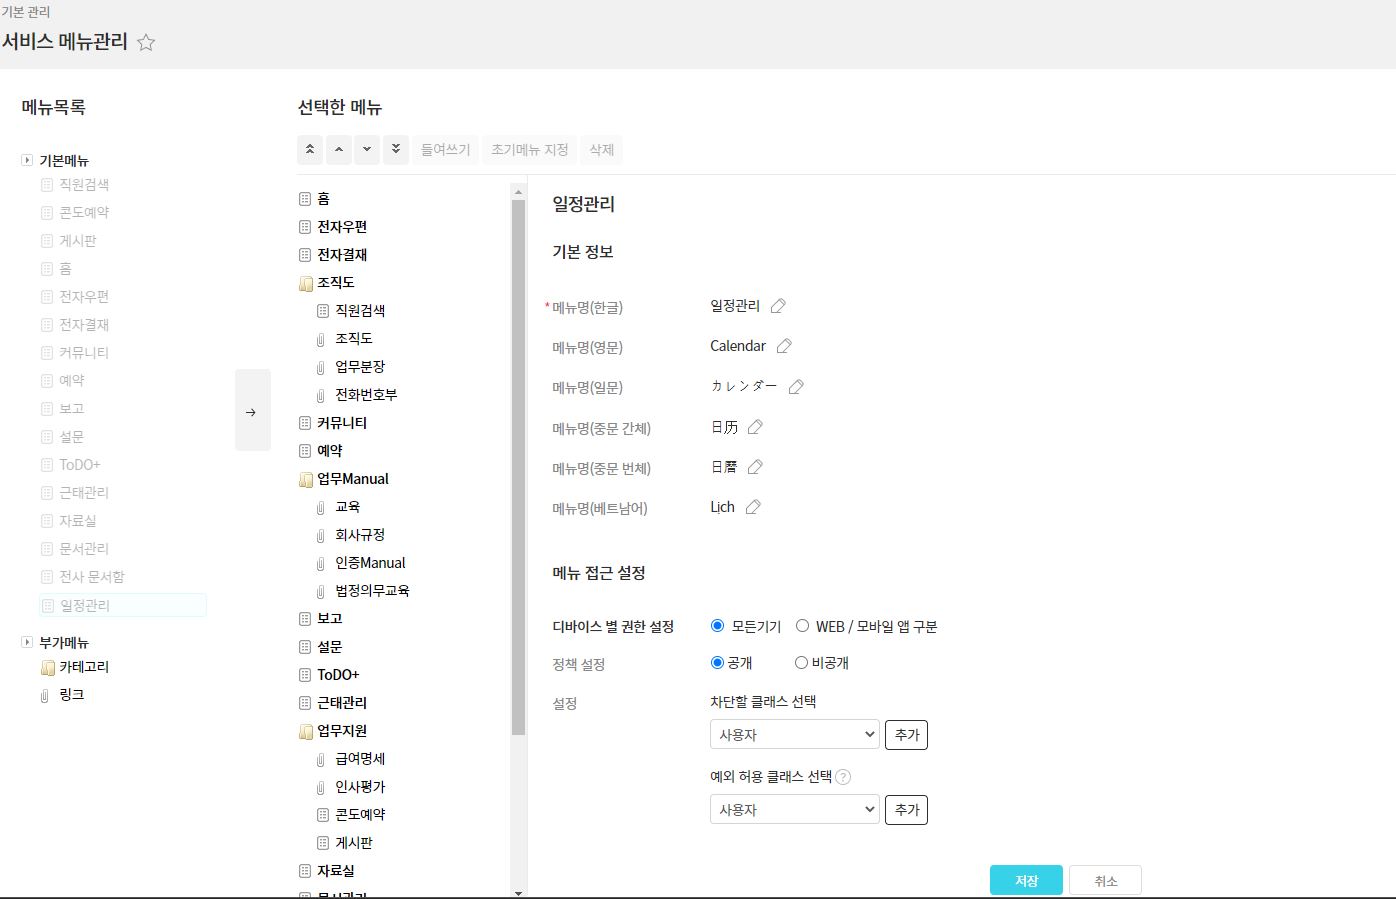 기본 관리
서비스 메뉴관리
메뉴목록
기본메뉴
직원검색
콘도예약
게시판
홈
전자우편
전자결재
커뮤니티
예약
보고
설문
ToDO+
근태관리
자료실
문서관리
전사 문서함
일정관리
부가메뉴
카테고리
링크
선택한 메뉴
들여쓰기 초기메뉴 지정 삭제
홈
전자우편
전자결재
조직도
직원검색
조직도
업무분장
전화번호부
커뮤니티
예약
업무Manual
교육
회사규정
인증Manual
법정의무교육
보고
설문
ToDO+
근태관리
업무지원
급여명세
인사평가
콘도예약
게시판
자료실
일정관리
기본 정보
*메뉴명(한글) 일정관리
메뉴명(영문) Calendar
메뉴명(일문) カレンダー
메뉴명(중문 간체) 日历
메뉴명(중문 번체) 日曆
메뉴명(베트남어) Lịch
메뉴 접근 설정
디바이스 별 권한 설정 모든기기 WEB / 모바일 앱 구분
정책 설정 공개 비공개
설정 차단할 클래스 선택
사용자 추가
예외 허용 클래스 선택 ?
사용자 추가
저장 취소